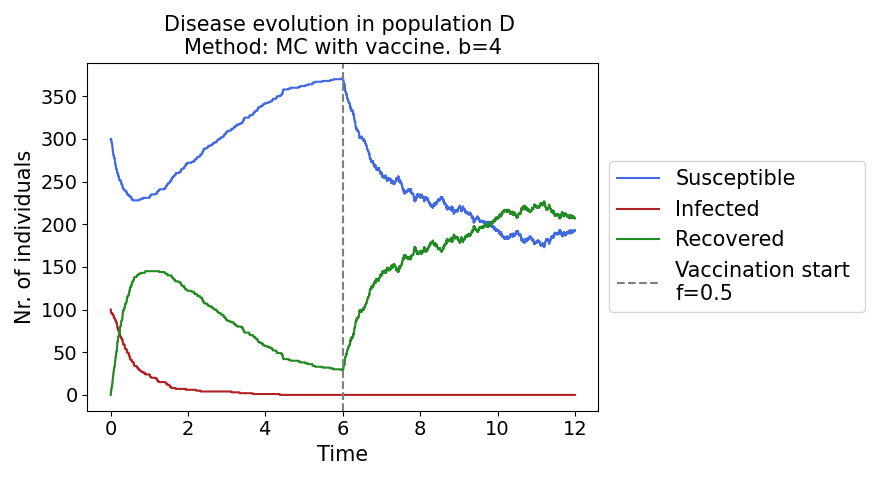 Disease evolution in population D
Method: MC with vaccine. b=4
Nr. of individuals
350
300
250
200
150
100
50
0
0 2 4 6 8 10 12
Time
Susceptible
Infected
Recovered
Vaccination start
f=0.5